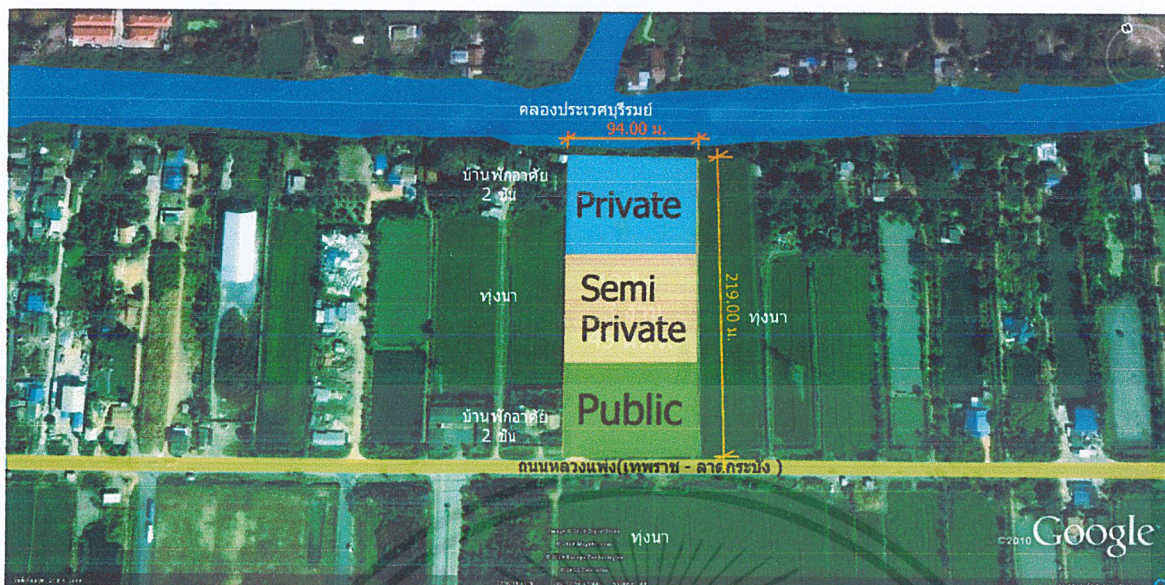 คลองประเวศบุรีรมย์
94.00 ม.
บ้านพักอาศัย
2 ชั้น
Private
ทุ่งนา
Semi
Private
219.00 ม.
ทุ่งนา
บ้านพักอาศัย
2 ชั้น
Public
ถนนหลวงแพ่ง(เทพราช - ลาดกระบัง )
ทุ่งนา
©2010 Google